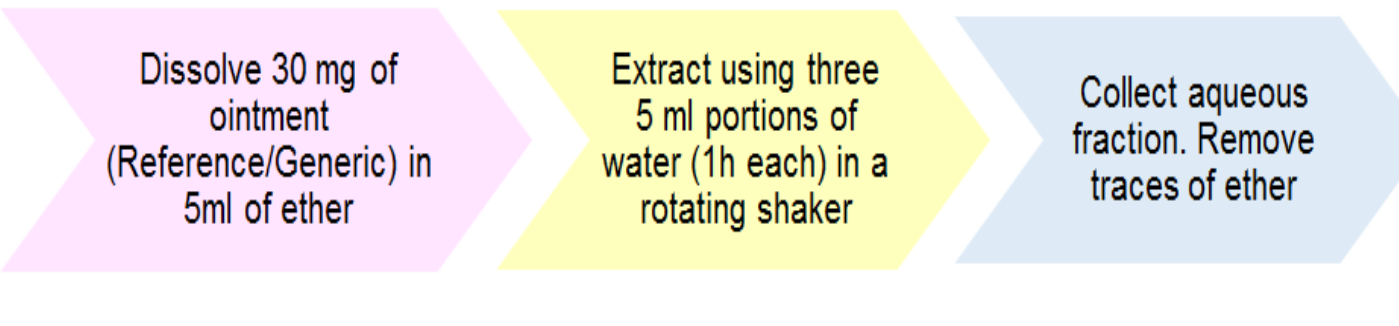 Dissolve 30 mg of
ointment
(Reference/Generic) in
5ml of ether
Extract using three
5 ml portions of
water (1h each) in a
rotating shaker
Collect aqueous
fraction. Remove
traces of ether